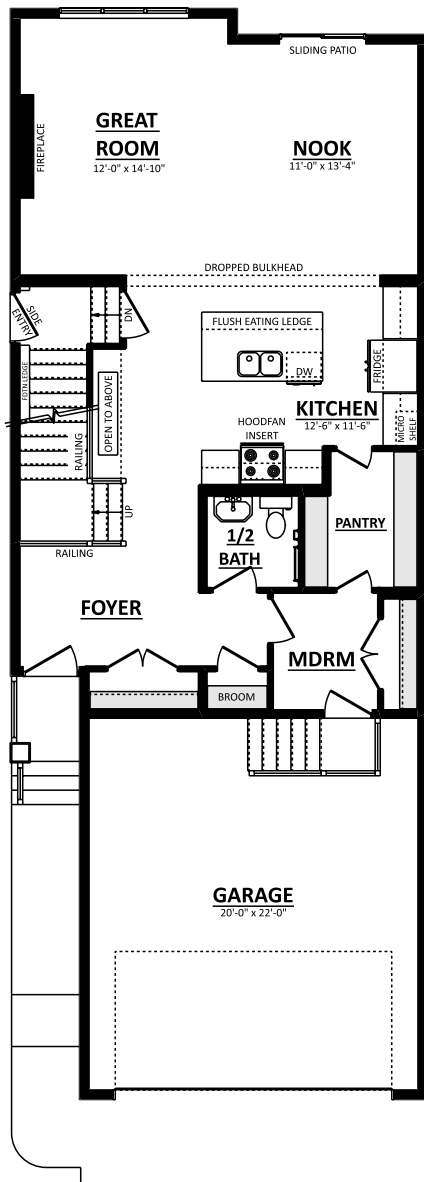 SLIDING PATIO
FIREPLACE
GREAT
ROOM
12'-0" x 14'-10"
NOOK
11'-0" x 13'-4"
DROPPED BULKHEAD
SIDE
ENTRY
DN
FLUSH EATING LEDGE
DW
FRIDGE
FDTN LEDGE
OPEN TO ABOVE
RAILING
KITCHEN
12'-6" x 11'-6"
MICRO
SHELF
HOODFAN
INSERT
UP
RAILING
1/2
BATH
PANTRY
FOYER
MDRM
BROOM
GARAGE
20'-0" x 22'-0"